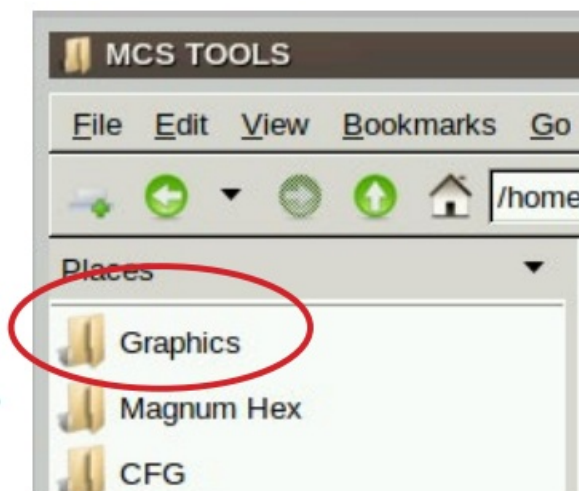 MCS TOOLS
File Edit View Bookmarks Go
/home
Places
Graphics
Magnum Hex
CFG